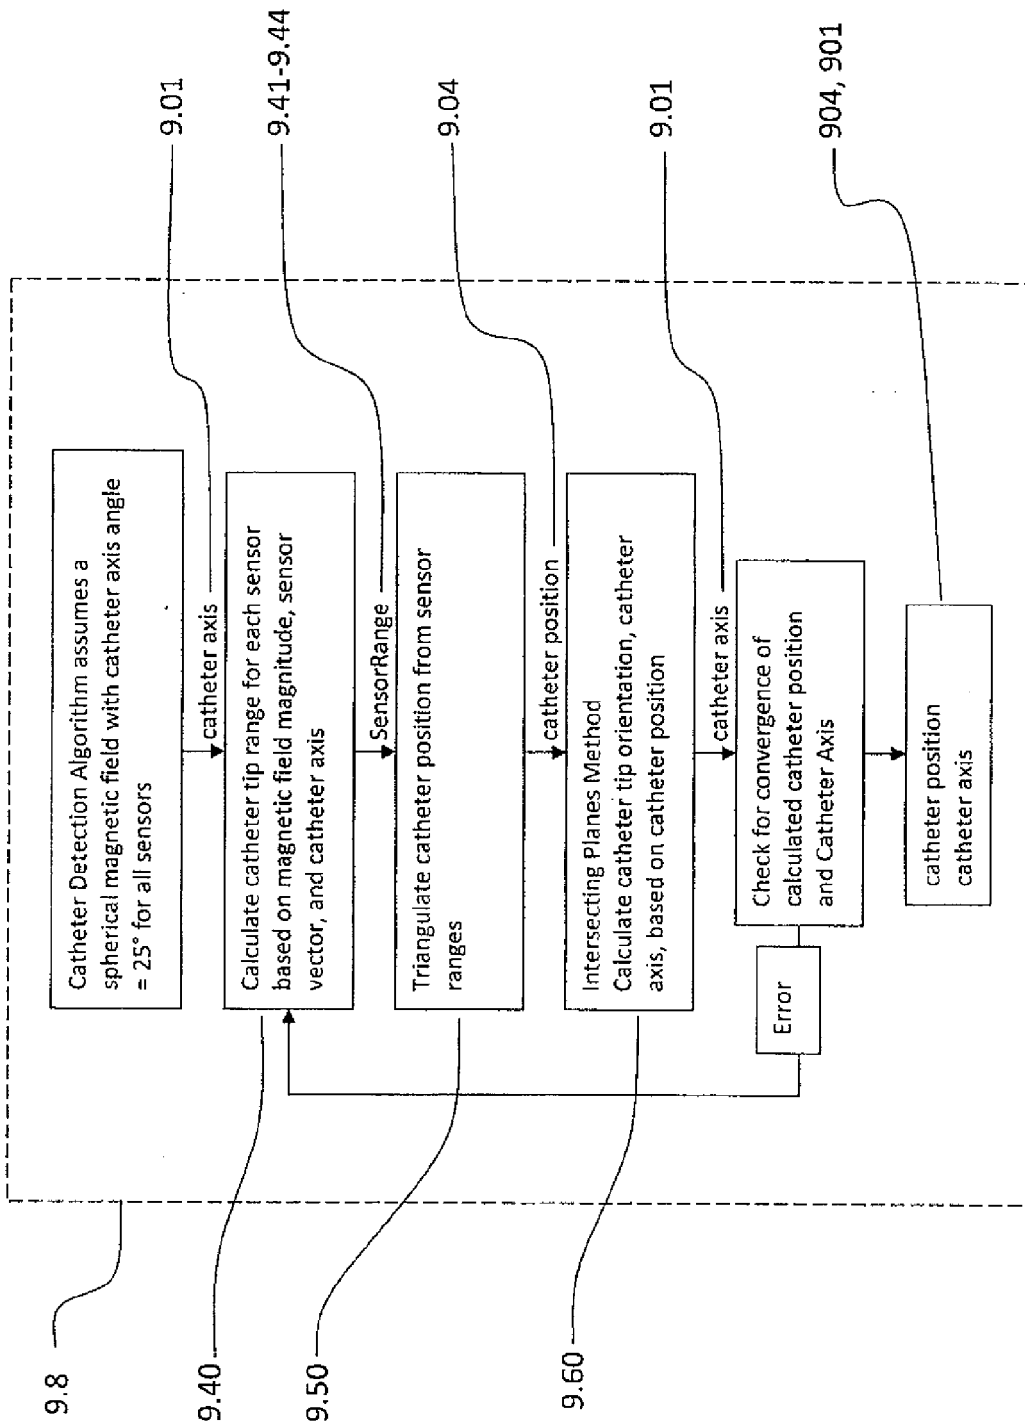 9.8
Catheter Detection Algorithm assumes a
spherical magnetic field with catheter axis angle
= 25° for all sensors
catheter axis
9.01
9.40
Calculate catheter tip range for each sensor
based on magnetic field magnitude, sensor
vector, and catheter axis
SensorRange
9.41-9.44
9.50
Triangulate catheter position from sensor
ranges
catheter position
9.04
9.60
Intersecting Planes Method
Calculate catheter tip orientation, catheter
axis, based on catheter position
catheter axis
9.01
Error
Check for convergence of
calculated catheter position
and Catheter Axis
catheter position
catheter axis
904, 901